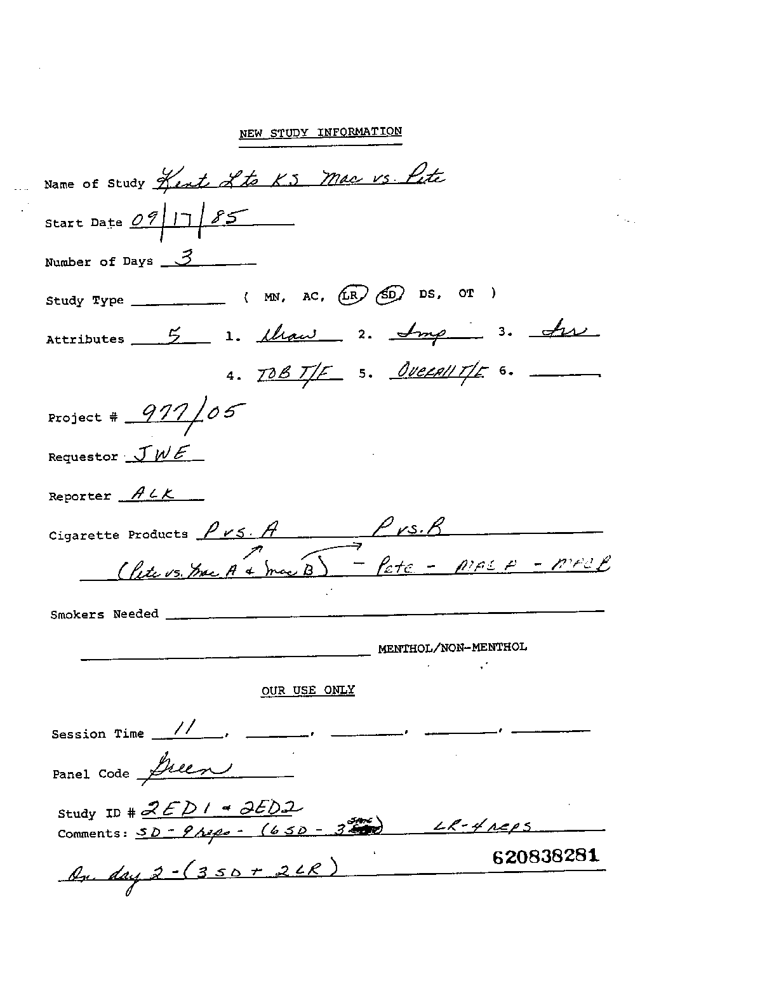 NEW STUDY INFORMATION
Name of Study Kent Lts KS Mac vs. Pete
Start Date 09/17/85
Number of Days 3
Study Type ( MN, AC, LR, SD, DS, OT )
Attributes 5 1. Draw 2. Imp 3. Irr
4. TOB T/F 5. OVERAll T/F 6.
Project # 977/05
Requestor JWE
Reporter ALK
Cigarette Products P vs. A P vs. B
(Pete vs. Mac A + Mac B) - Pete - MAC A - MAC B
Smokers Needed
MENTHOL/NON-MENTHOL
OUR USE ONLY
Session Time 11 , , , ,
Panel Code Green
Study ID # 2ED1 - 2ED2
Comments: SD - 9 Reps - (6 SD - 3 same) LR - 4 REPS
620838281
On day 2 - (3 SD + 2 LR)